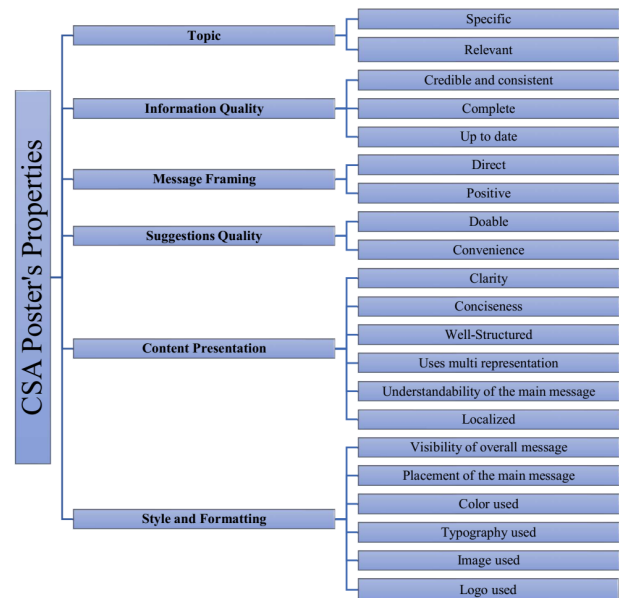 CSA Poster's Properties
Topic
Specific
Relevant
Information Quality
Credible and consistent
Complete
Up to date
Message Framing
Direct
Positive
Suggestions Quality
Doable
Convenience
Content Presentation
Clarity
Conciseness
Well-Structured
Uses multi representation
Understandability of the main message
Localized
Style and Formatting
Visibility of overall message
Placement of the main message
Color used
Typography used
Image used
Logo used